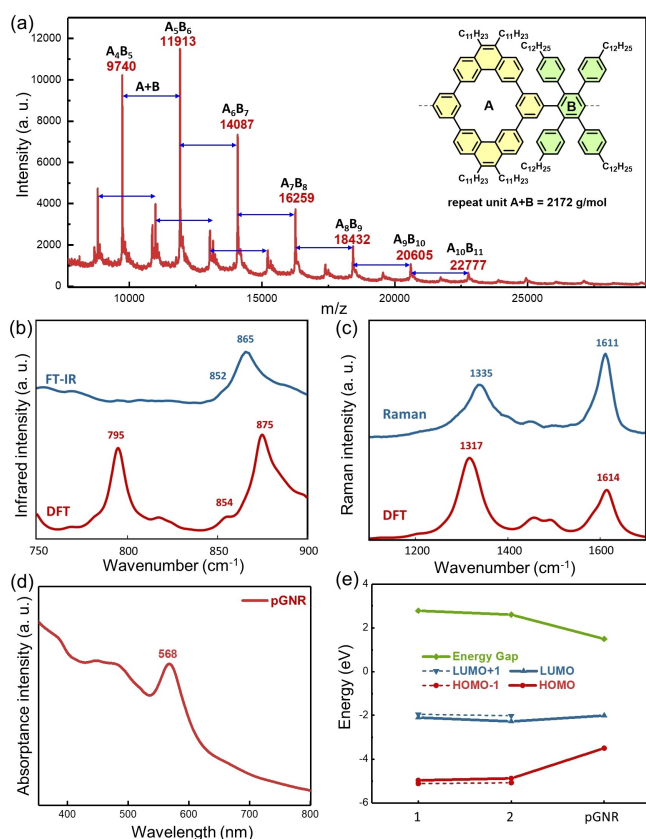 (a)
Intensity (a. u.)
12000
10000
8000
6000
4000
2000
0
A4B5
9740
A+B
A5B6
11913
A6B7
14087
A7B8
16259
A8B9
18432
A9B10
20605
A10B11
22777
C11H23 C11H23
C12H25 C12H25
A
B
C12H25 C12H25
C11H23 C11H23
repeat unit A+B = 2172 g/mol
10000 15000 20000 25000
m/z
(b)
Infrared intensity (a. u.)
FT-IR
852
865
795
854
875
DFT
750 800 850 900
Wavenumber (cm-1)
(c)
Raman intensity (a. u.)
Raman
1335
1611
1317
1614
DFT
1200 1400 1600
Wavenumber (cm-1)
(d)
Absorptance intensity (a. u.)
pGNR
568
400 500 600 700 800
Wavelength (nm)
(e)
Energy (eV)
4
2
0
-2
-4
-6
Energy Gap
LUMO+1 LUMO
HOMO-1 HOMO
1 2 pGNR